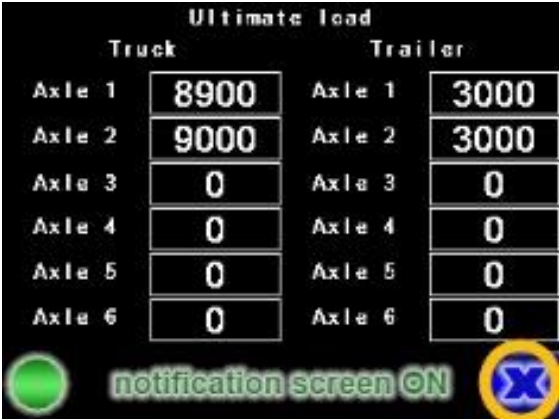 Ultimate load
Truck Trailer
Axle 1 8900 Axle 1 3000
Axle 2 9000 Axle 2 3000
Axle 3 0 Axle 3 0
Axle 4 0 Axle 4 0
Axle 5 0 Axle 5 0
Axle 6 0 Axle 6 0
notification screen ON X